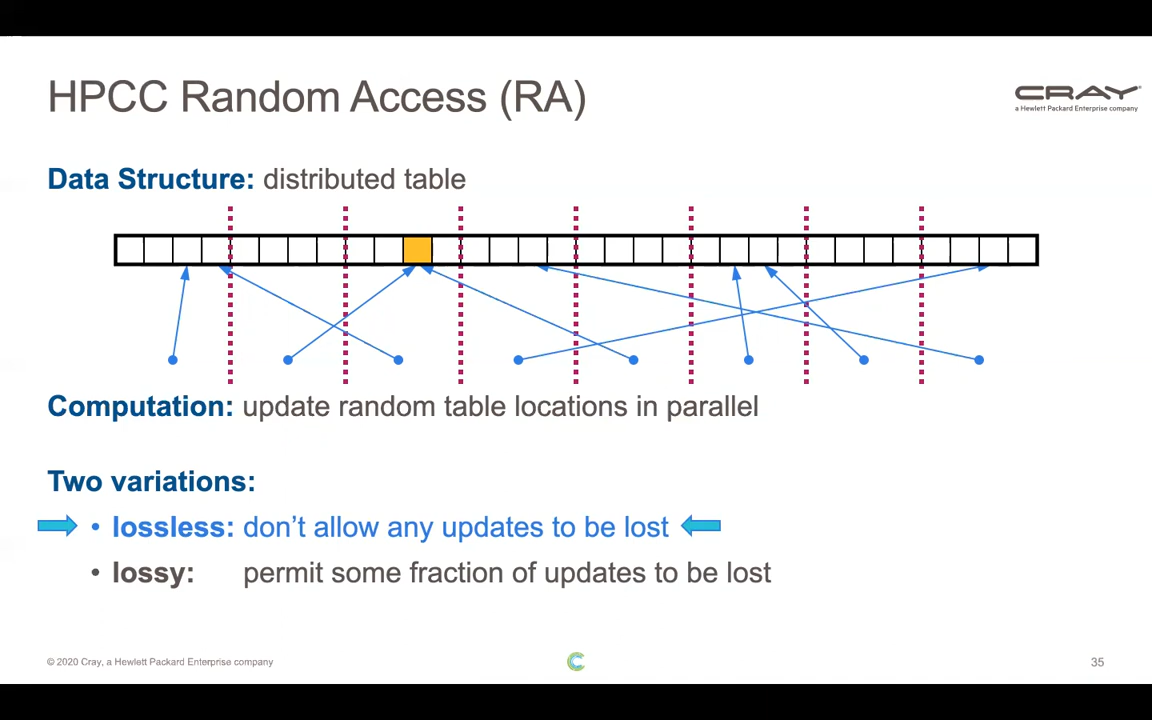 HPCC Random Access (RA)
CRAY
a Hewlett Packard Enterprise company
Data Structure: distributed table
Computation: update random table locations in parallel
Two variations:
• lossless: don’t allow any updates to be lost
• lossy: permit some fraction of updates to be lost
© 2020 Cray, a Hewlett Packard Enterprise company
35